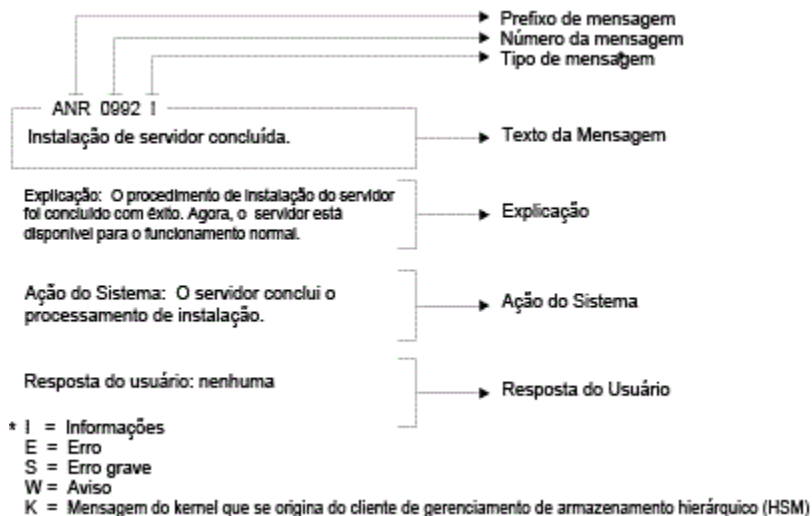 Prefixo de mensagem
Número da mensagem
Tipo de mensagem*
ANR 0992 I
Instalação de servidor concluída.
Texto da Mensagem
Explicação: O procedimento de instalação do servidor
foi concluído com êxito. Agora, o servidor está
disponível para o funcionamento normal.
Explicação
Ação do Sistema: O servidor conclui o
processamento de instalação.
Ação do Sistema
Resposta do usuário: nenhuma
Resposta do Usuário
* I = Informações
E = Erro
S = Erro grave
W = Aviso
K = Mensagem do kernel que se origina do cliente de gerenciamento de armazenamento hierárquico (HSM)